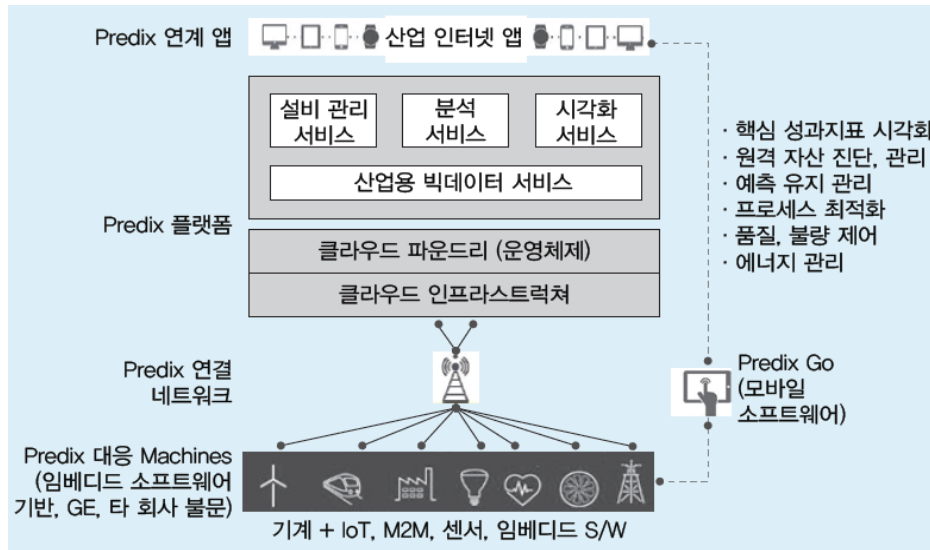 Predix 연계 앱
산업 인터넷 앱
설비 관리
서비스
분석
서비스
시각화
서비스
산업용 빅데이터 서비스
Predix 플랫폼
클라우드 파운드리 (운영체제)
클라우드 인프라스트럭쳐
· 핵심 성과지표 시각화
· 원격 자산 진단, 관리
· 예측 유지 관리
· 프로세스 최적화
· 품질, 불량 제어
· 에너지 관리
Predix 연결
네트워크
Predix Go
(모바일
소프트웨어)
Predix 대응 Machines
(임베디드 소프트웨어
기반, GE, 타 회사 불문)
기계 + IoT, M2M, 센서, 임베디드 S/W